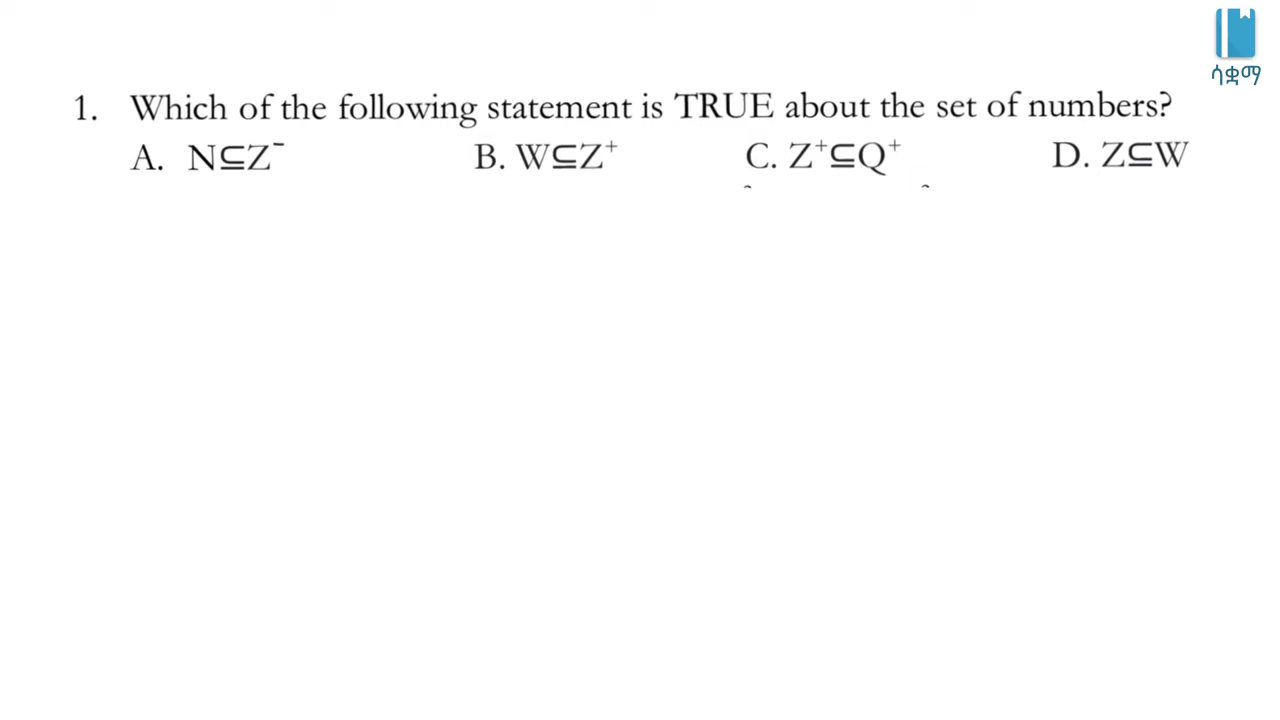 ሳቋማ
1. Which of the following statement is TRUE about the set of numbers?
A. N⊆Z⁻ B. W⊆Z⁺ C. Z⁺⊆Q⁺ D. Z⊆W